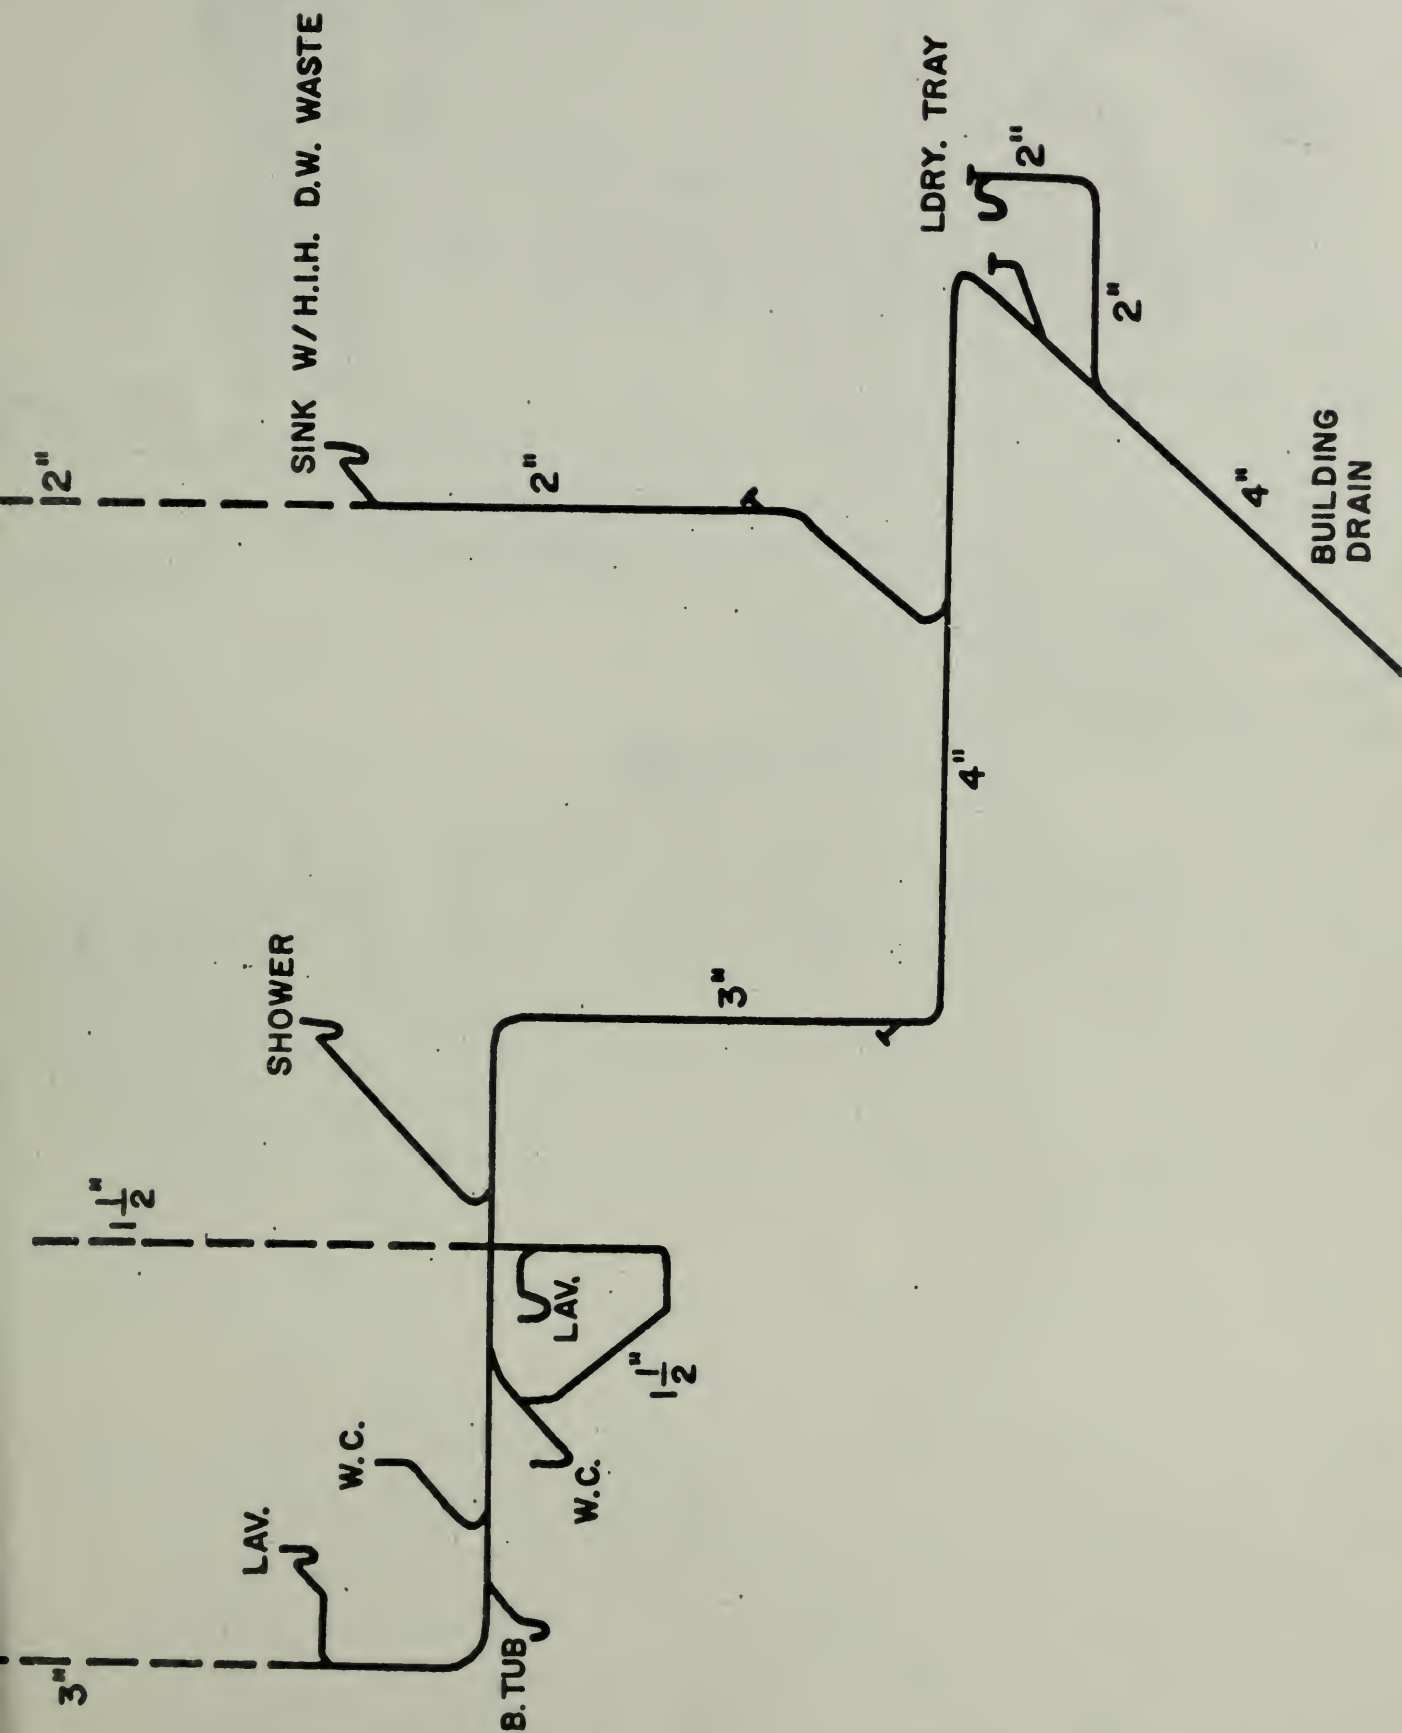 3"
LAV.
W.C.
B. TUB
W.C.
1 1/2"
LAV.
1 1/2"
SHOWER
3"
4"
2"
SINK W/H.I.H. D.W. WASTE
2"
LDRY. TRAY
2"
2"
4"
BUILDING
DRAIN